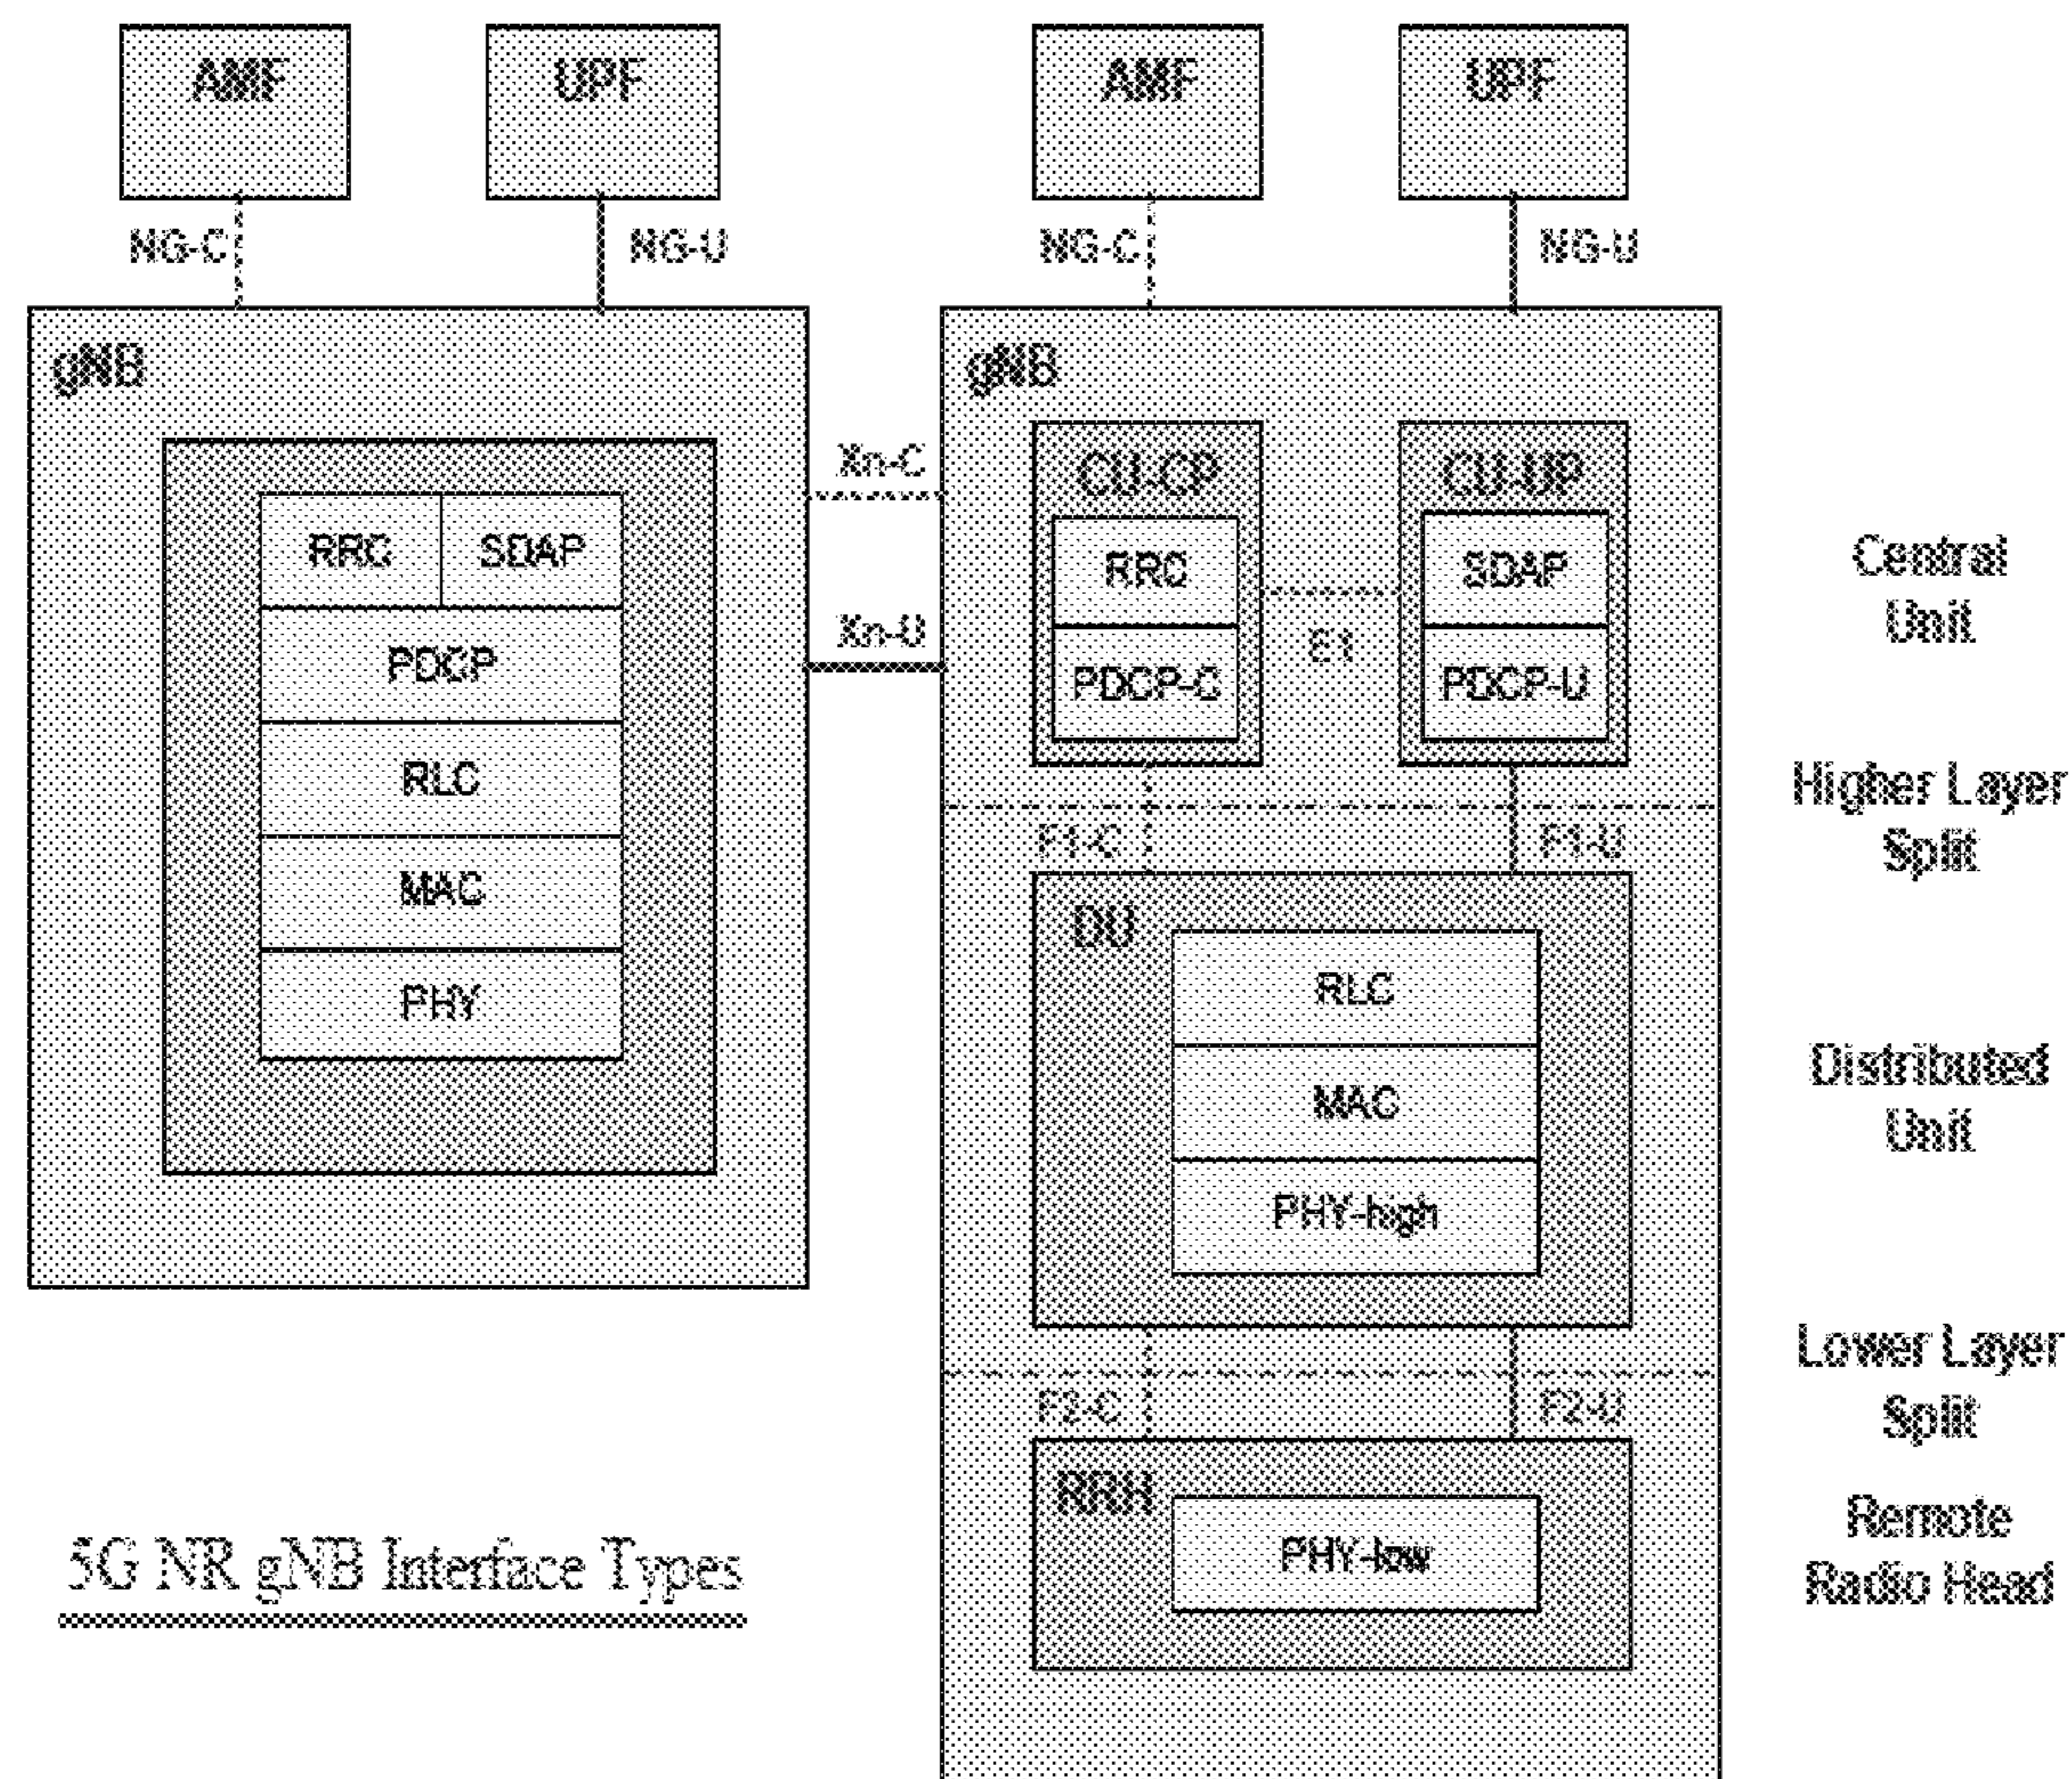 AMF
UPF
AMF
UPF
NG-C
NG-U
NG-C
NG-U
gNB
RRC
SDAP
PDCP
RLC
MAC
PHY
Xn-C
Xn-U
gNB
CU-CP
RRC
PDCP-C
E1
CU-UP
SDAP
PDCP-U
F1-C
F1-U
DU
RLC
MAC
PHY-high
F2-C
F2-U
RRH
PHY-low
Central
Unit
Higher Layer
Split
Distributed
Unit
Lower Layer
Split
Remote
Radio Head
5G NR gNB Interface Types